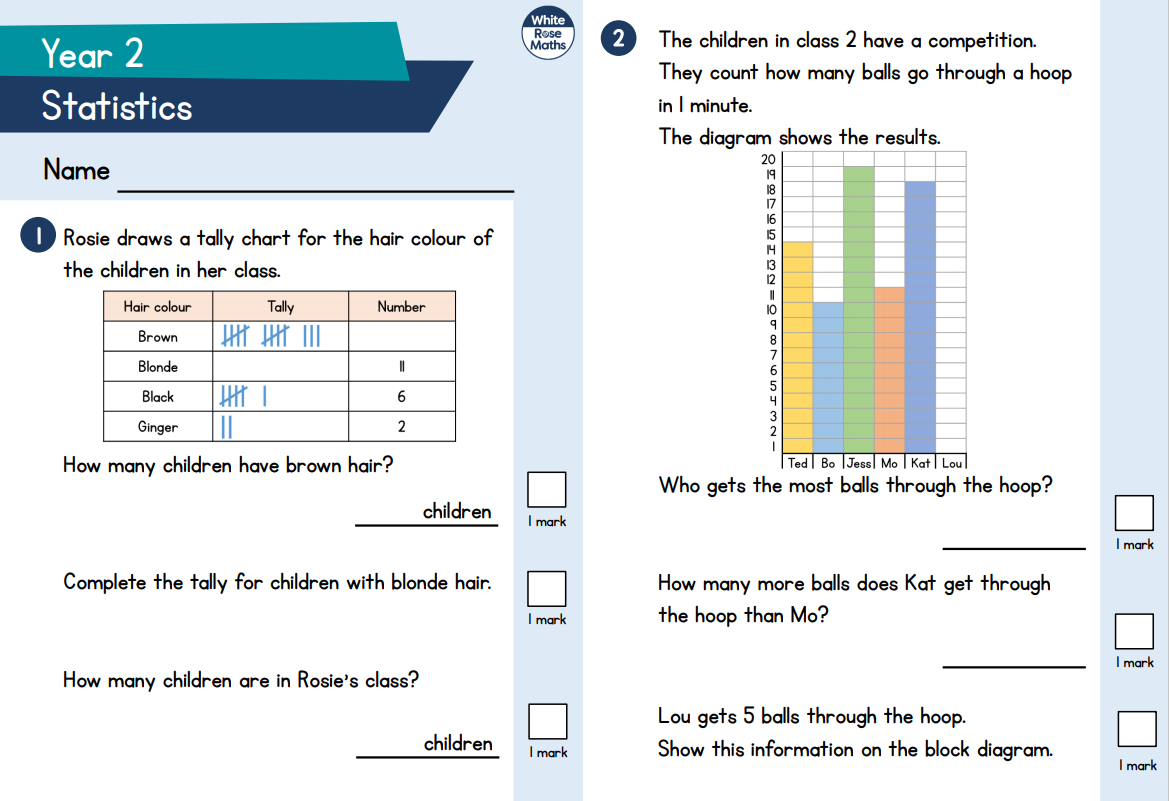 Year 2
Statistics
White
Rose
Maths
Name
1
Rosie draws a tally chart for the hair colour of
the children in her class.
Hair colour Tally Number
Brown
Blonde 11
Black 6
Ginger 2
How many children have brown hair?
children
1 mark
Complete the tally for children with blonde hair.
1 mark
How many children are in Rosie's class?
children
1 mark
2
The children in class 2 have a competition.
They count how many balls go through a hoop
in 1 minute.
The diagram shows the results.
20
19
18
17
16
15
14
13
12
11
10
9
8
7
6
5
4
3
2
1
Ted Bo Jess Mo Kat Lou
Who gets the most balls through the hoop?
1 mark
How many more balls does Kat get through
the hoop than Mo?
1 mark
Lou gets 5 balls through the hoop.
Show this information on the block diagram.
1 mark